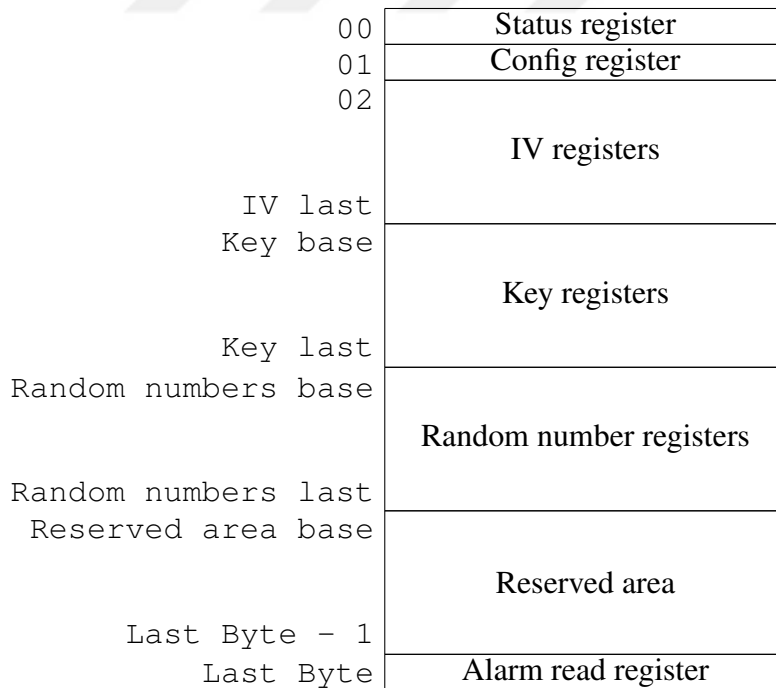 00 Status register
01 Config register
02
IV registers
IV last
Key base
Key registers
Key last
Random numbers base
Random number registers
Random numbers last
Reserved area base
Reserved area
Last Byte - 1
Last Byte Alarm read register